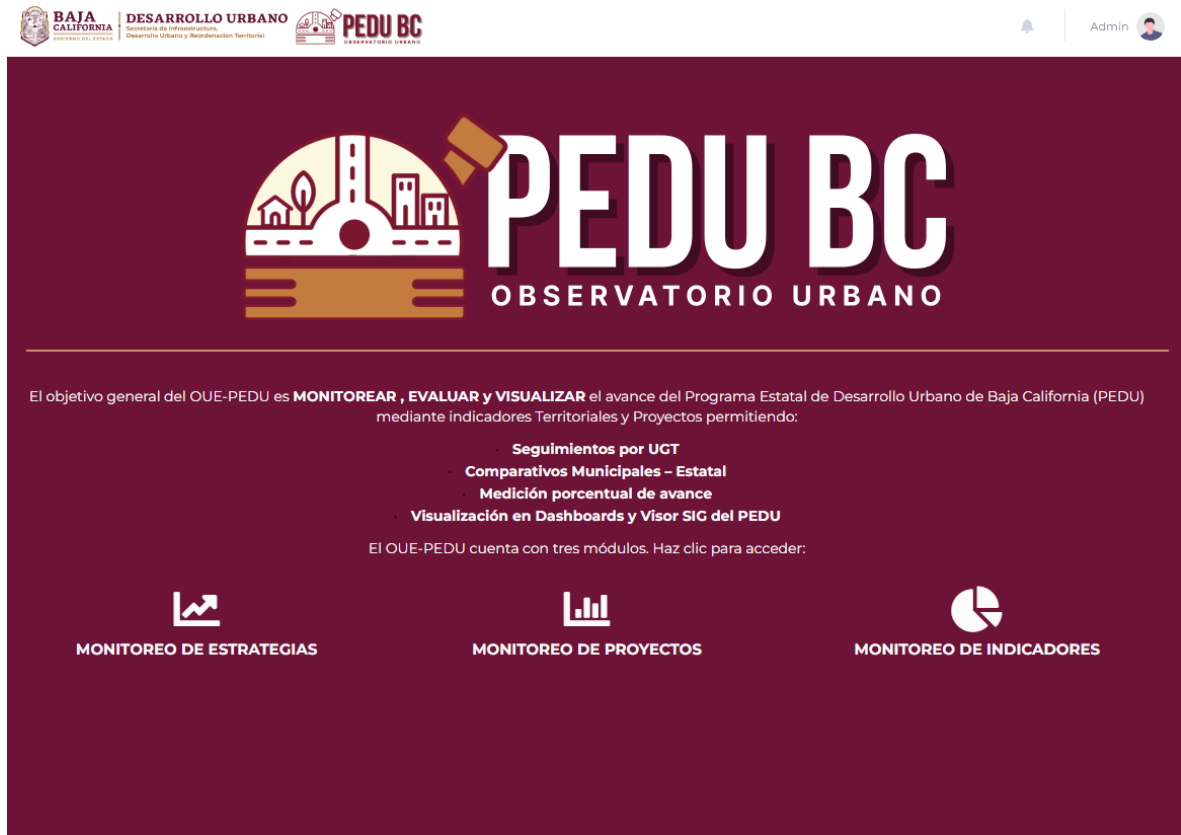 BAJA
CALIFORNIA
GOBIERNO DEL ESTADO
DESARROLLO URBANO
Secretaría de Infraestructura,
Desarrollo Urbano y Reordenación Territorial
PEDU BC
OBSERVATORIO URBANO
Admin
PEDU BC
OBSERVATORIO URBANO
El objetivo general del OUE-PEDU es MONITOREAR , EVALUAR y VISUALIZAR el avance del Programa Estatal de Desarrollo Urbano de Baja California (PEDU)
mediante indicadores Territoriales y Proyectos permitiendo:
· Seguimientos por UGT
· Comparativos Municipales – Estatal
· Medición porcentual de avance
· Visualización en Dashboards y Visor SIG del PEDU
El OUE-PEDU cuenta con tres módulos. Haz clic para acceder:
MONITOREO DE ESTRATEGIAS
MONITOREO DE PROYECTOS
MONITOREO DE INDICADORES